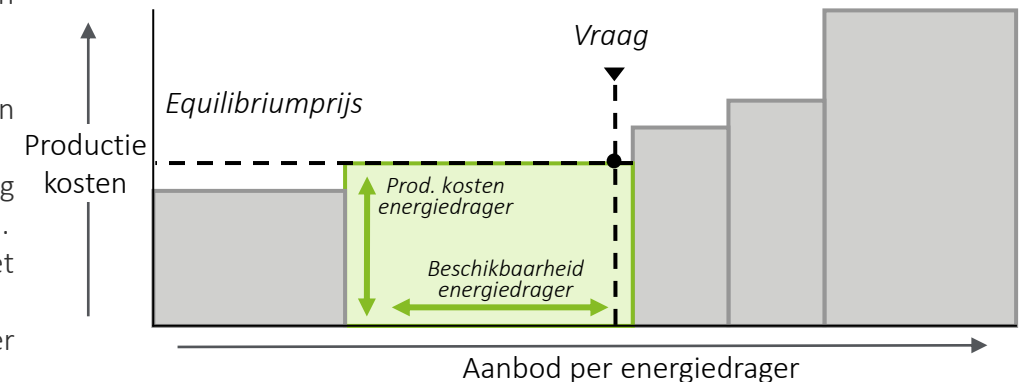 Vraag
Equilibriumprijs
Productie
kosten
Prod. kosten
energiedrager
Beschikbaarheid
energiedrager
Aanbod per energiedrager